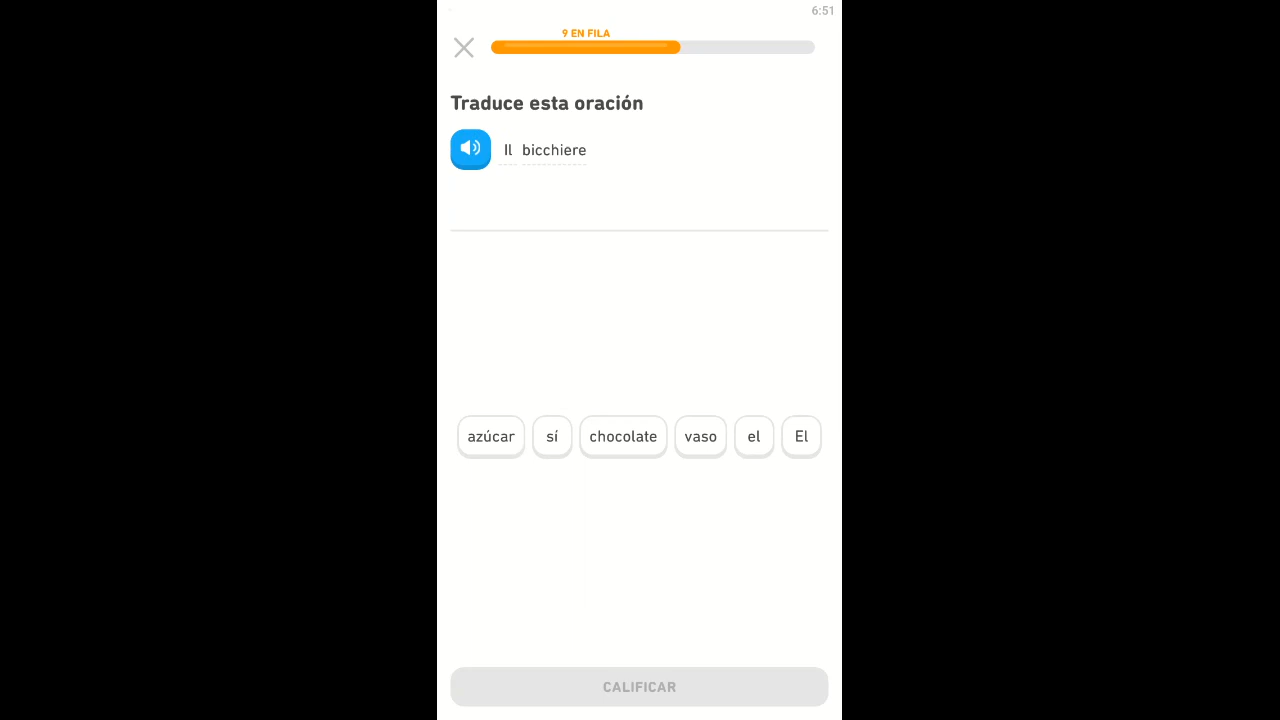 6:51
9 EN FILA
Traduce esta oración
Il bicchiere
azúcar sí chocolate vaso el El
CALIFICAR